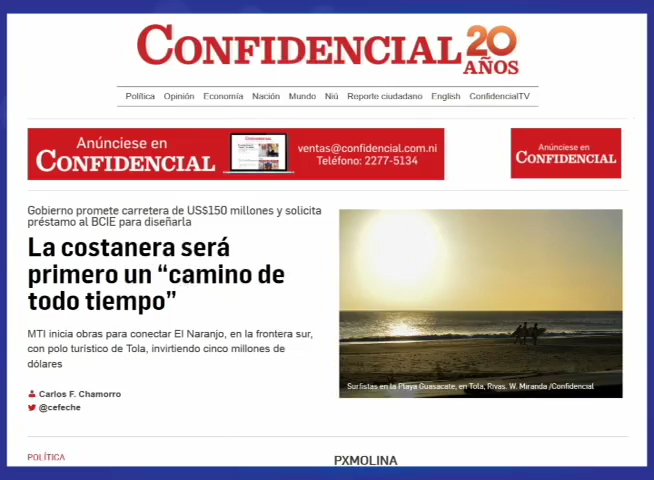 CONFIDENCIAL 20 AÑOS
Política Opinión Economía Nación Mundo Niú Reporte ciudadano English ConfidencialTV
Anúnciese en
CONFIDENCIAL
ventas@confidencial.com.ni
Teléfono: 2277-5134
Anúnciese en
CONFIDENCIAL
Gobierno promete carretera de US$150 millones y solicita
préstamo al BCIE para diseñarla
La costanera será
primero un “camino de
todo tiempo”
MTI inicia obras para conectar El Naranjo, en la frontera sur,
con polo turístico de Tola, invirtiendo cinco millones de
dólares
Carlos F. Chamorro
@cefeche
Surfistas en la Playa Guasacate, en Tola, Rivas. W. Miranda /Confidencial
POLÍTICA
PXMOLINA